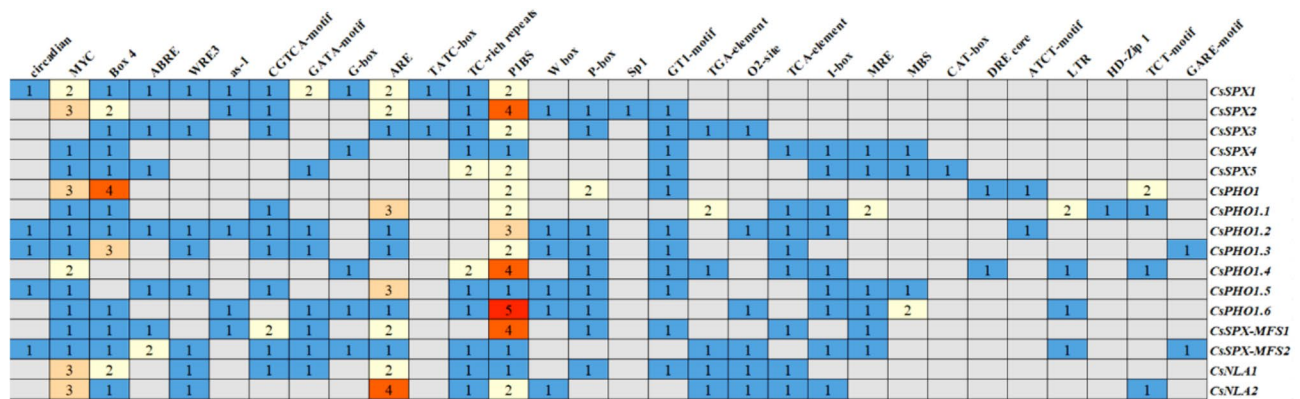 circadian
MYC
Box 4
ABRE
WRE3
as-1
CGTCA-motif
GATA-motif
G-box
ARE
TATC-box
TC-rich repeats
P1BS
W box
P-box
Sp1
GT1-motif
TGA-element
O2-site
TCA-element
I-box
MRE
MBS
CAT-box
DRE core
ATCT-motif
LTR
HD-Zip 1
TCT-motif
GARE-motif
1 2 1 1 1 1 1 2 1 2 1 1 2 CsSPX1
3 2 1 1 2 1 4 1 1 1 1 CsSPX2
1 1 1 1 1 1 1 2 1 1 1 1 CsSPX3
1 1 1 1 1 1 1 1 1 1 CsSPX4
1 1 1 1 2 2 1 1 1 1 1 CsSPX5
3 4 2 2 1 1 1 2 CsPHO1
1 1 1 3 2 2 1 1 2 2 1 1 CsPHO1.1
1 1 1 1 1 1 1 1 1 3 1 1 1 1 1 1 1 CsPHO1.2
1 1 3 1 1 1 1 2 1 1 1 1 1 CsPHO1.3
2 1 2 4 1 1 1 1 1 1 1 1 CsPHO1.4
1 1 1 1 1 3 1 1 1 1 1 1 1 1 CsPHO1.5
1 1 1 1 1 1 1 5 1 1 1 1 1 2 1 CsPHO1.6
1 1 1 1 2 1 2 4 1 1 1 1 CsSPX-MFS1
1 1 1 2 1 1 1 1 1 1 1 1 1 1 1 1 CsSPX-MFS2
3 2 1 1 1 2 1 1 1 1 1 1 1 CsNLA1
3 1 1 4 1 2 1 1 1 1 1 1 CsNLA2